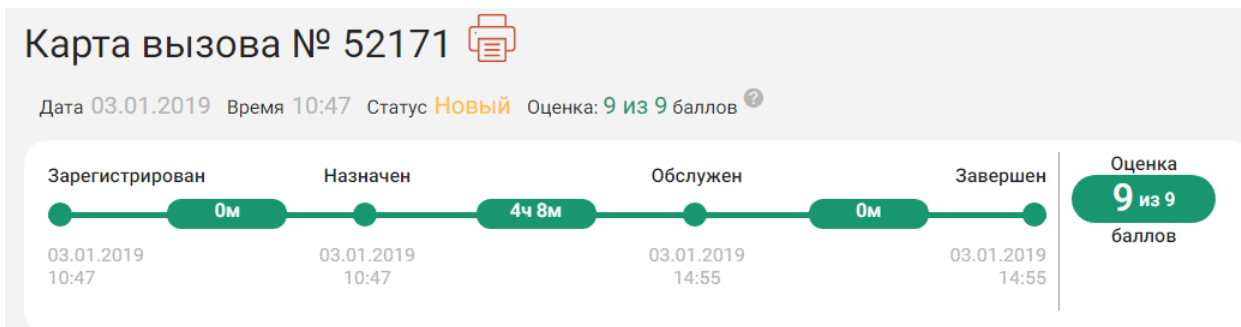 Карта вызова № 52171
Дата 03.01.2019 Время 10:47 Статус Новый Оценка: 9 из 9 баллов ?
Зарегистрирован Назначен Обслужен Завершен Оценка
0м 4ч 8м 0м 9 из 9
баллов
03.01.2019 03.01.2019 03.01.2019 03.01.2019
10:47 10:47 14:55 14:55